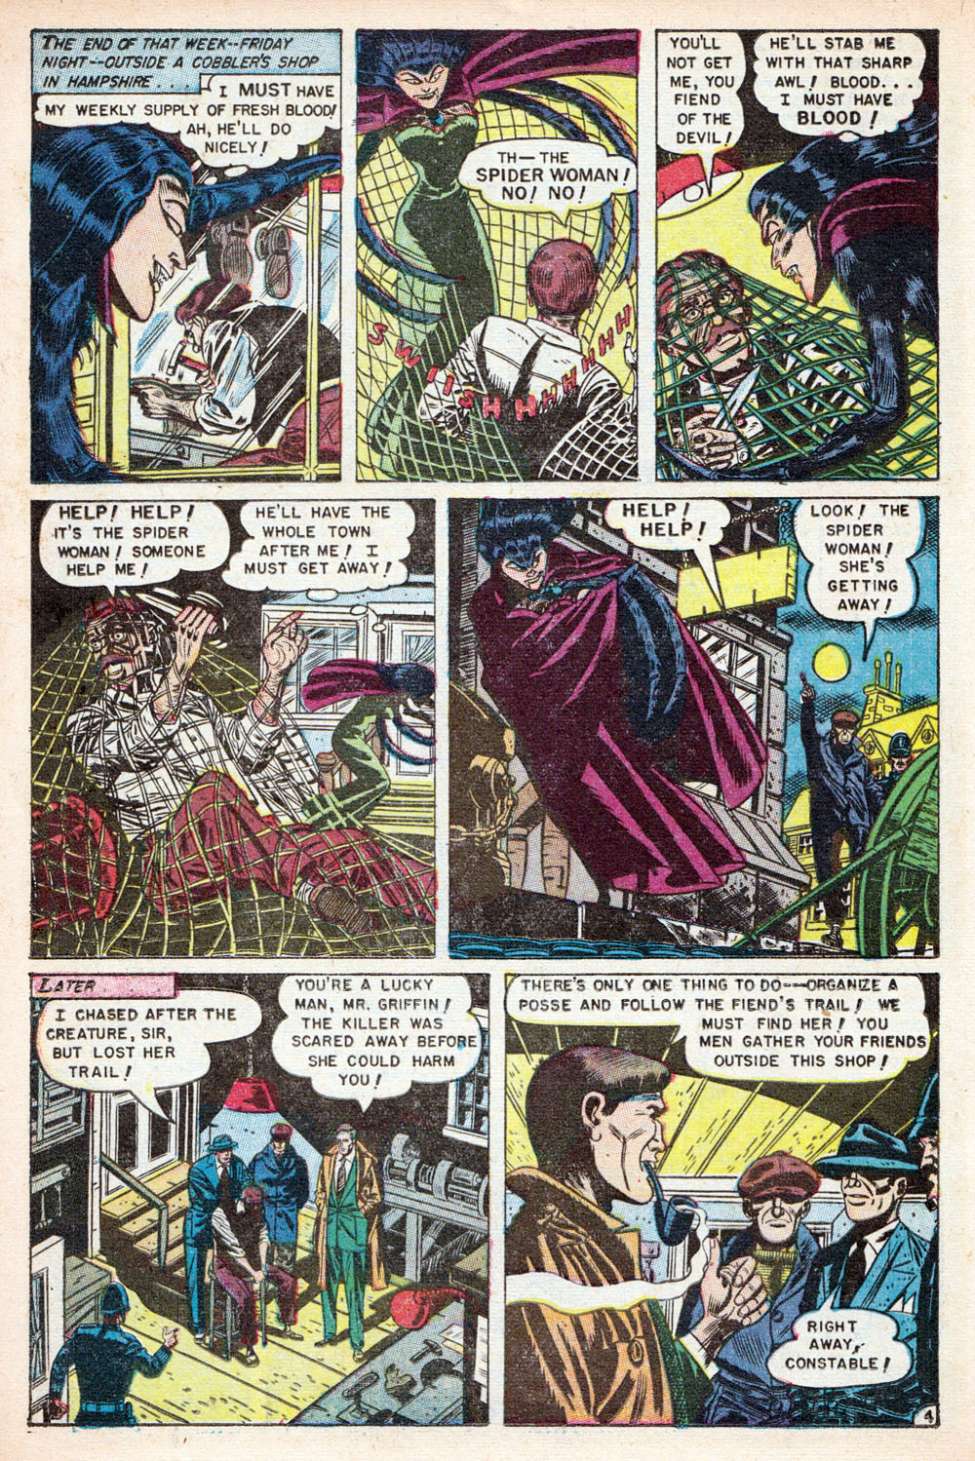 THE END OF THAT WEEK--FRIDAY
NIGHT--OUTSIDE A COBBLER'S SHOP
IN HAMPSHIRE...
I MUST HAVE
MY WEEKLY SUPPLY OF FRESH BLOOD!
AH, HE'LL DO
NICELY!
TH--THE
SPIDER WOMAN!
NO! NO!
SWIISHHHHHHHH
YOU'LL
NOT GET
ME, YOU
FIEND
OF THE
DEVIL!
HE'LL STAB ME
WITH THAT SHARP
AWL! BLOOD...
I MUST HAVE
BLOOD!
HELP! HELP!
IT'S THE SPIDER
WOMAN! SOMEONE
HELP ME!
HE'LL HAVE THE
WHOLE TOWN
AFTER ME! I
MUST GET AWAY!
HELP!
HELP!
LOOK! THE
SPIDER
WOMAN!
SHE'S
GETTING
AWAY!
LATER
I CHASED AFTER THE
CREATURE, SIR,
BUT LOST HER
TRAIL!
YOU'RE A LUCKY
MAN, MR. GRIFFIN!
THE KILLER WAS
SCARED AWAY BEFORE
SHE COULD HARM
YOU!
THERE'S ONLY ONE THING TO DO--ORGANIZE A
POSSE AND FOLLOW THE FIEND'S TRAIL! WE
MUST FIND HER! YOU
MEN GATHER YOUR FRIENDS
OUTSIDE THIS SHOP!
RIGHT
AWAY,
CONSTABLE!
4